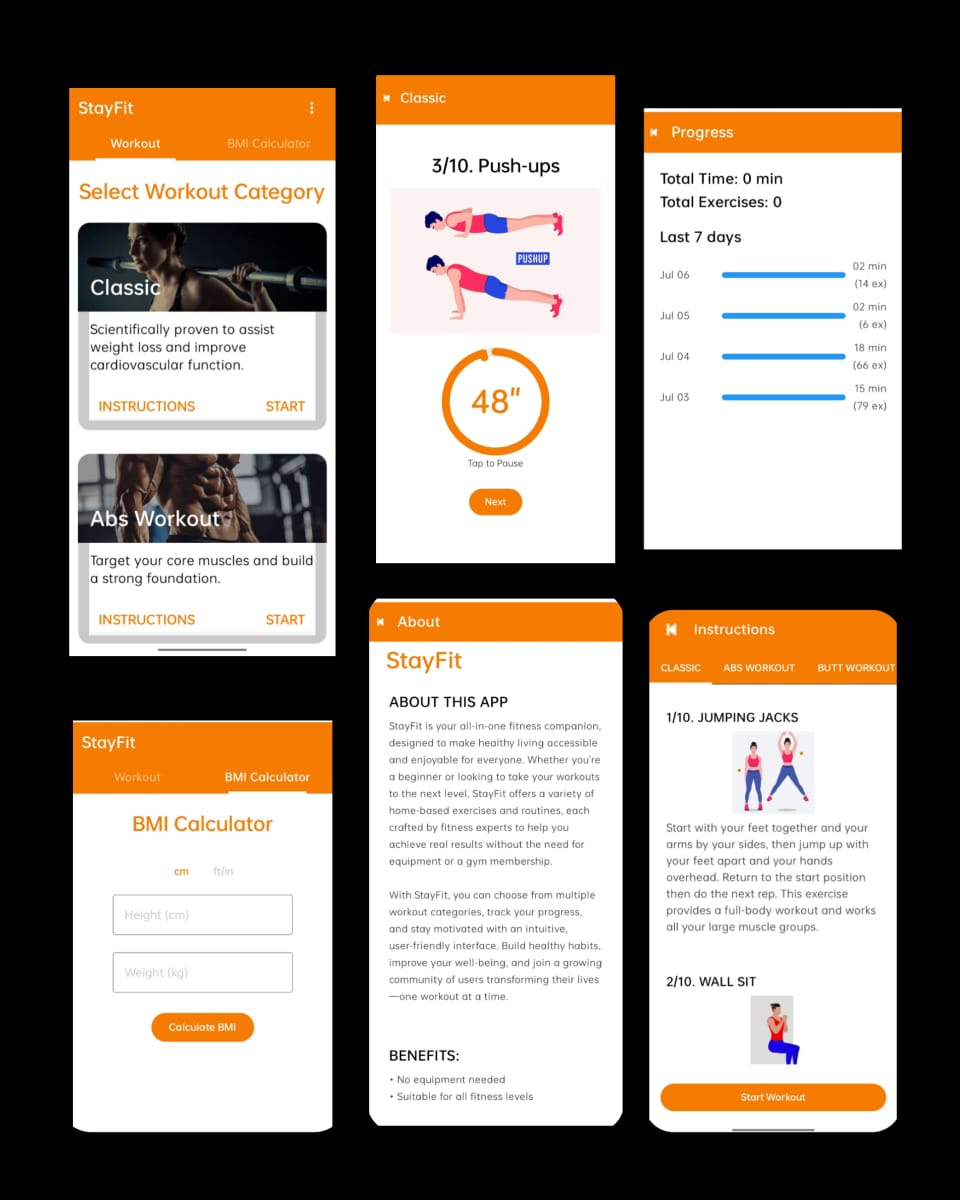 StayFit
Workout
BMI Calculator
Select Workout Category
Classic
Scientifically proven to assist
weight loss and improve
cardiovascular function.
INSTRUCTIONS
START
Abs Workout
Target your core muscles and build
a strong foundation.
INSTRUCTIONS
START
Classic
3/10. Push-ups
PUSHUP
48"
Tap to Pause
Next
Progress
Total Time: 0 min
Total Exercises: 0
Last 7 days
Jul 06
02 min
(14 ex)
Jul 05
02 min
(6 ex)
Jul 04
18 min
(66 ex)
Jul 03
15 min
(79 ex)
StayFit
Workout
BMI Calculator
BMI Calculator
cm
ft/in
Height (cm)
Weight (kg)
Calculate BMI
About
StayFit
ABOUT THIS APP
StayFit is your all-in-one fitness companion,
designed to make healthy living accessible
and enjoyable for everyone. Whether you're
a beginner or looking to take your workouts
to the next level, StayFit offers a variety of
home-based exercises and routines, each
crafted by fitness experts to help you
achieve real results without the need for
equipment or a gym membership.
With StayFit, you can choose from multiple
workout categories, track your progress,
and stay motivated with an intuitive,
user-friendly interface. Build healthy habits,
improve your well-being, and join a growing
community of users transforming their lives
—one workout at a time.
BENEFITS:
• No equipment needed
• Suitable for all fitness levels
Instructions
CLASSIC
ABS WORKOUT
BUTT WORKOUT
1/10. JUMPING JACKS
Start with your feet together and your
arms by your sides, then jump up with
your feet apart and your hands
overhead. Return to the start position
then do the next rep. This exercise
provides a full-body workout and works
all your large muscle groups.
2/10. WALL SIT
Start Workout